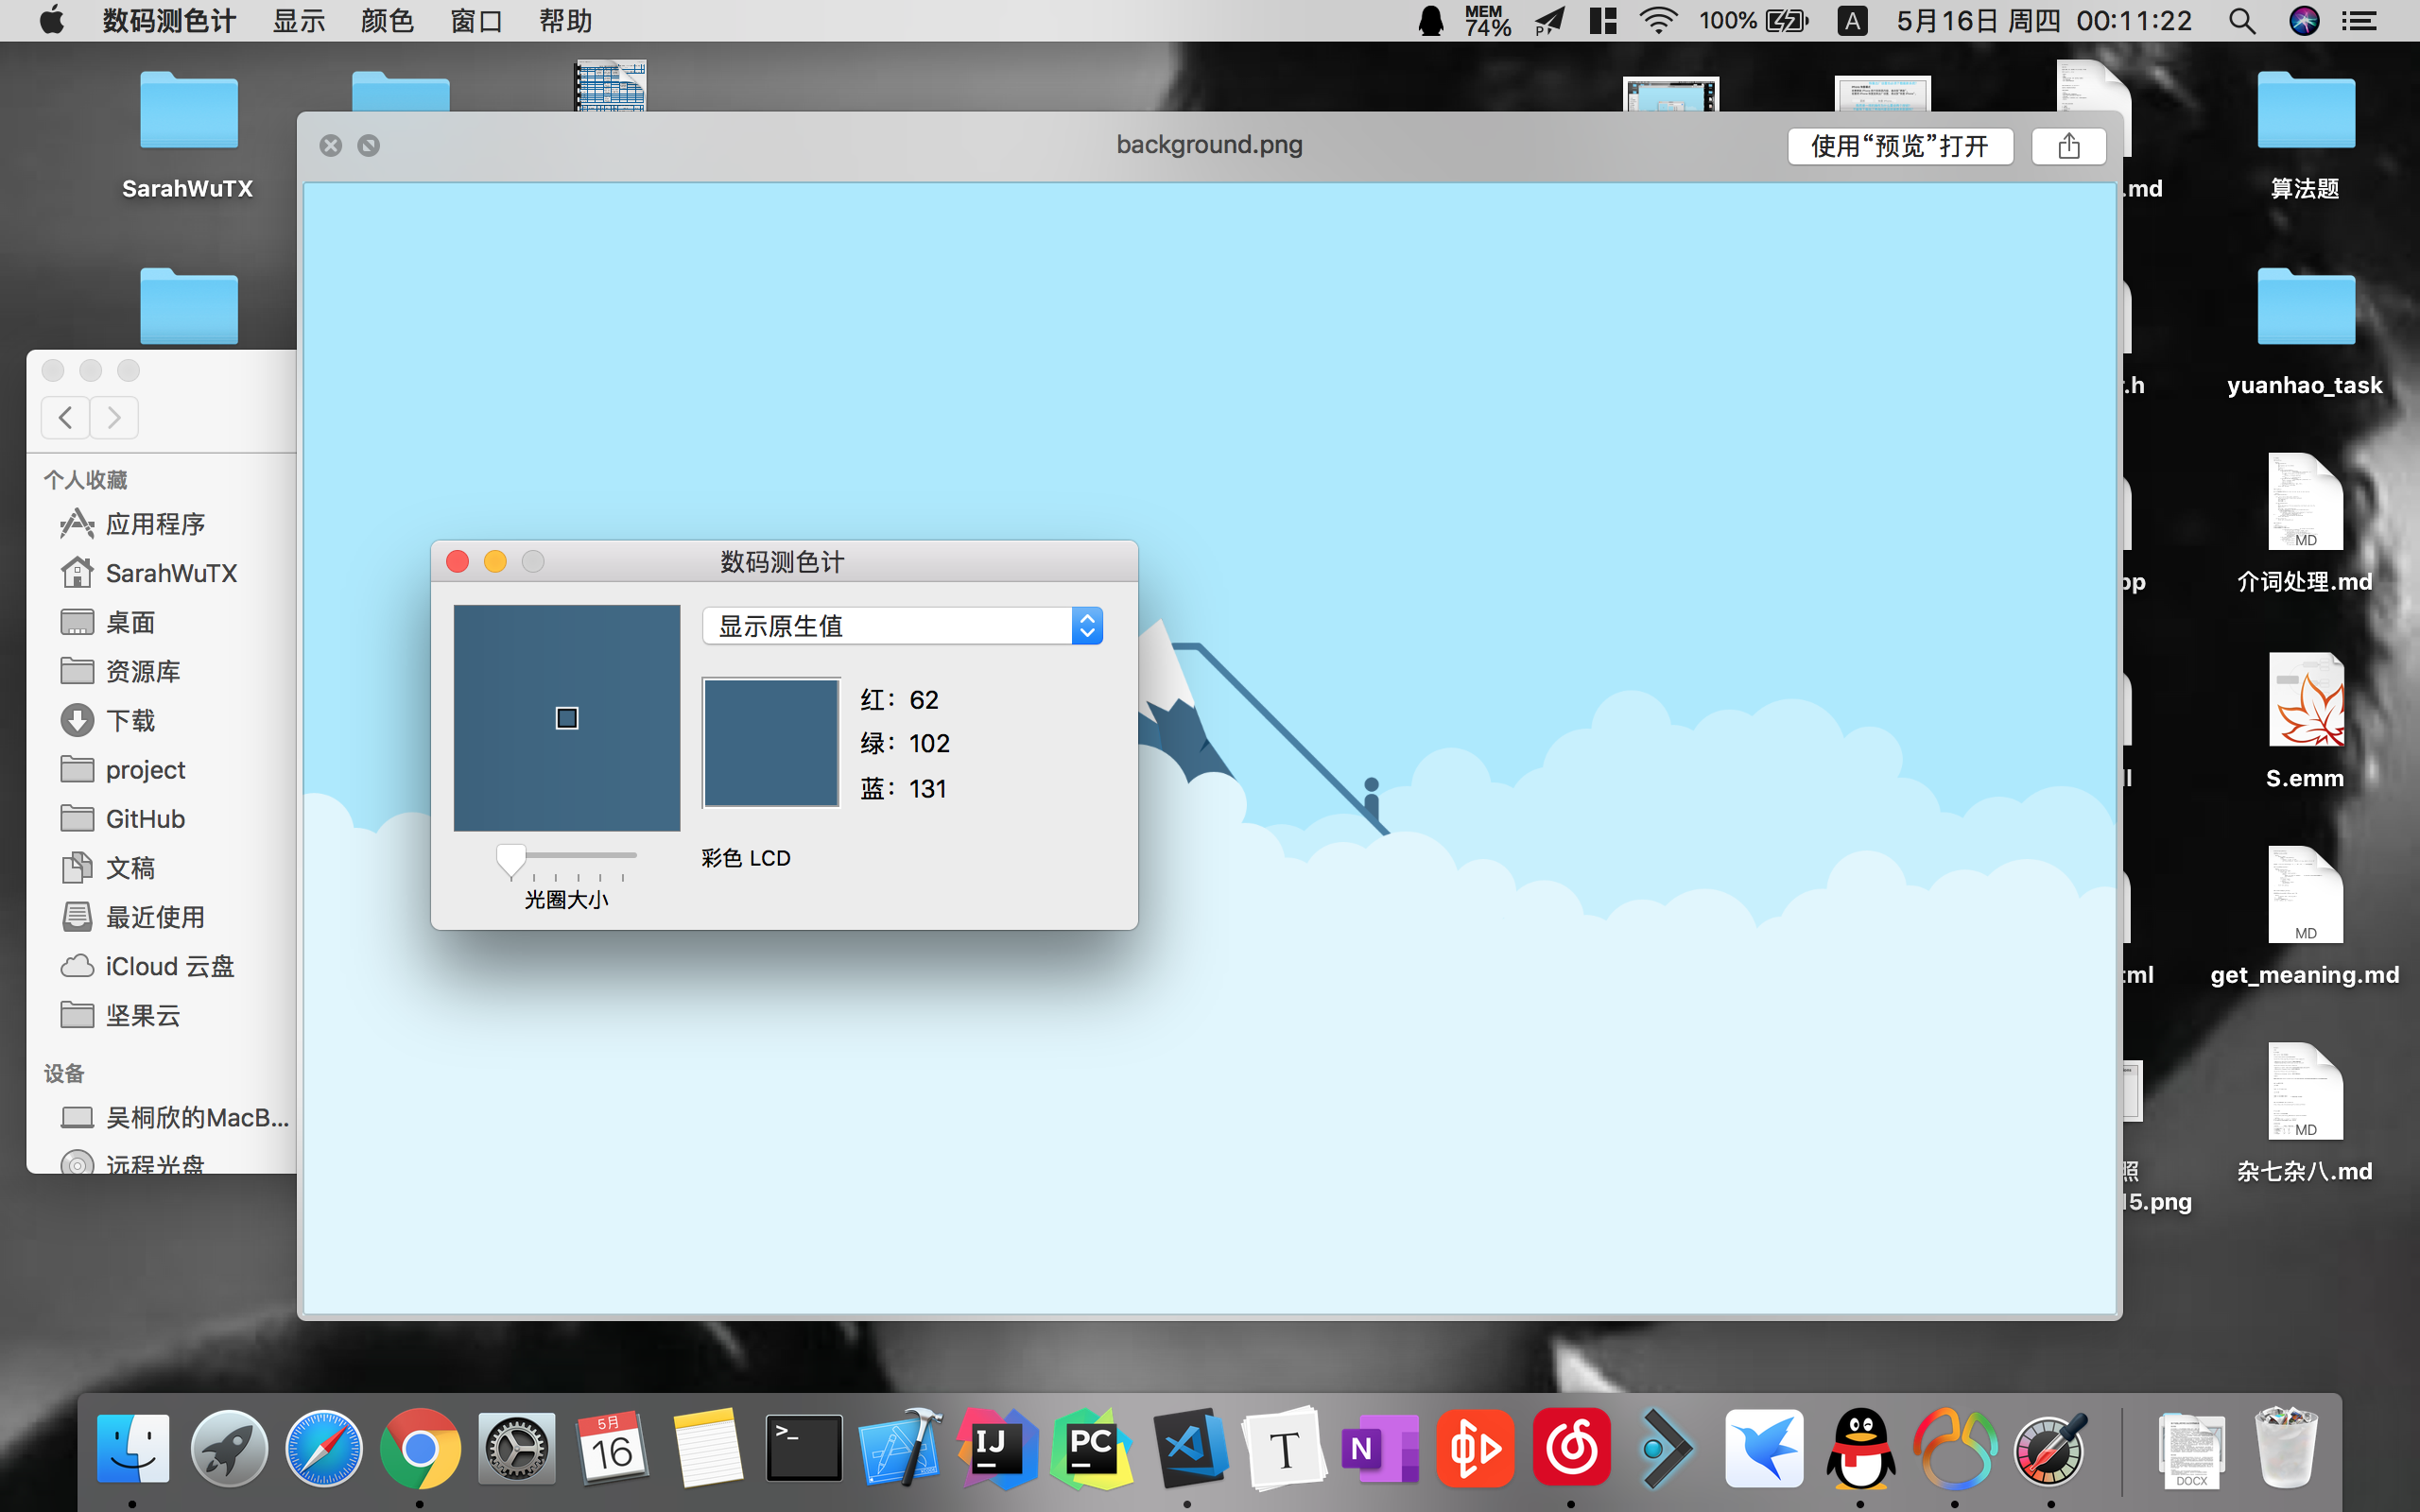 数码测色计 显示 颜色 窗口 帮助
MEM
74%
P
100%
A
5月16日 周四 00:11:22
background.png
使用“预览”打开
SarahWuTX
.md
算法题
.h
yuanhao_task
个人收藏
应用程序
SarahWuTX
桌面
资源库
下载
project
GitHub
文稿
最近使用
iCloud 云盘
坚果云
设备
吴桐欣的MacB...
远程光盘
数码测色计
显示原生值
红：62
绿：102
蓝：131
彩色 LCD
光圈大小
MD
介词处理.md
S.emm
MD
get_meaning.md
MD
照
杂七杂八.md
15.png
5月
16
>_
IJ
PC
T
N
DOCX